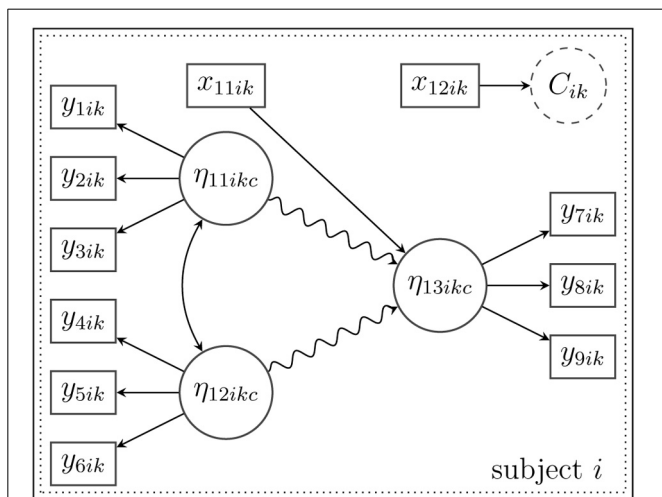 x11ik
x12ik
Cik
y1ik
y2ik
y3ik
η11ikc
y4ik
y5ik
y6ik
η12ikc
η13ikc
y7ik
y8ik
y9ik
subject i